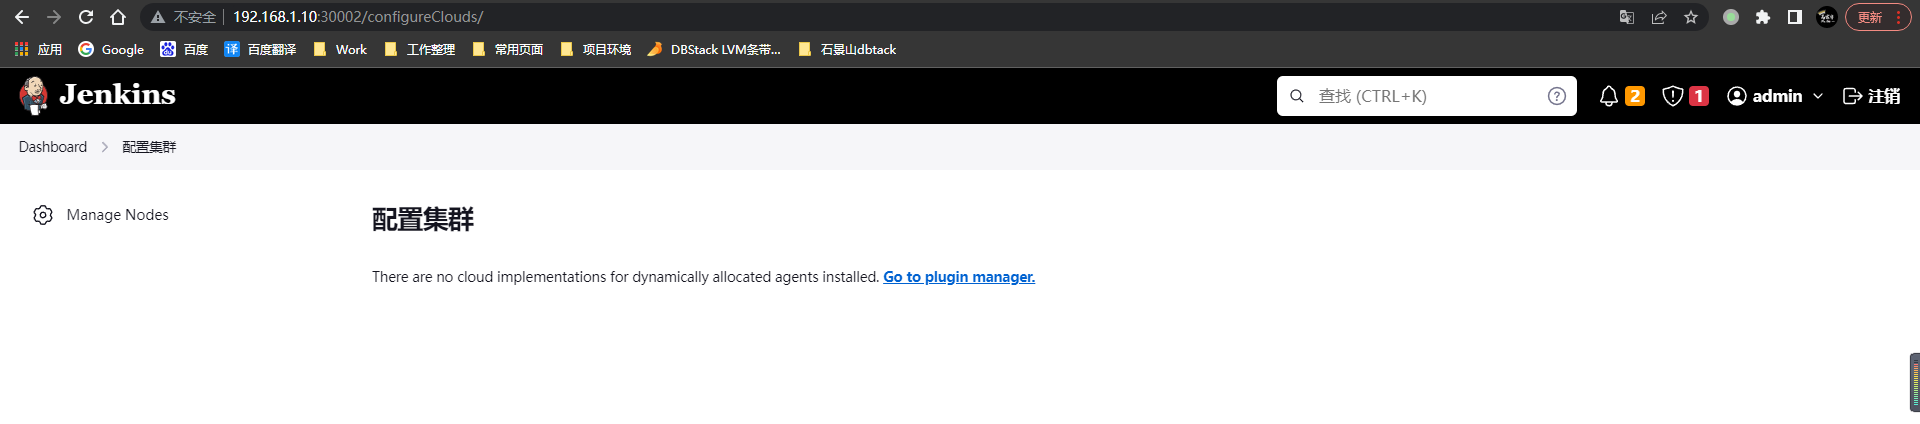 不安全 192.168.1.10:30002/configureClouds/ 更新
应用 Google 百度 百度翻译 Work 工作整理 常用页面 项目环境 DBStack LVM条带... 石景山dbtack
Jenkins 查找 (CTRL+K) 2 1 admin 注销
Dashboard 配置集群
Manage Nodes
配置集群
There are no cloud implementations for dynamically allocated agents installed. Go to plugin manager.